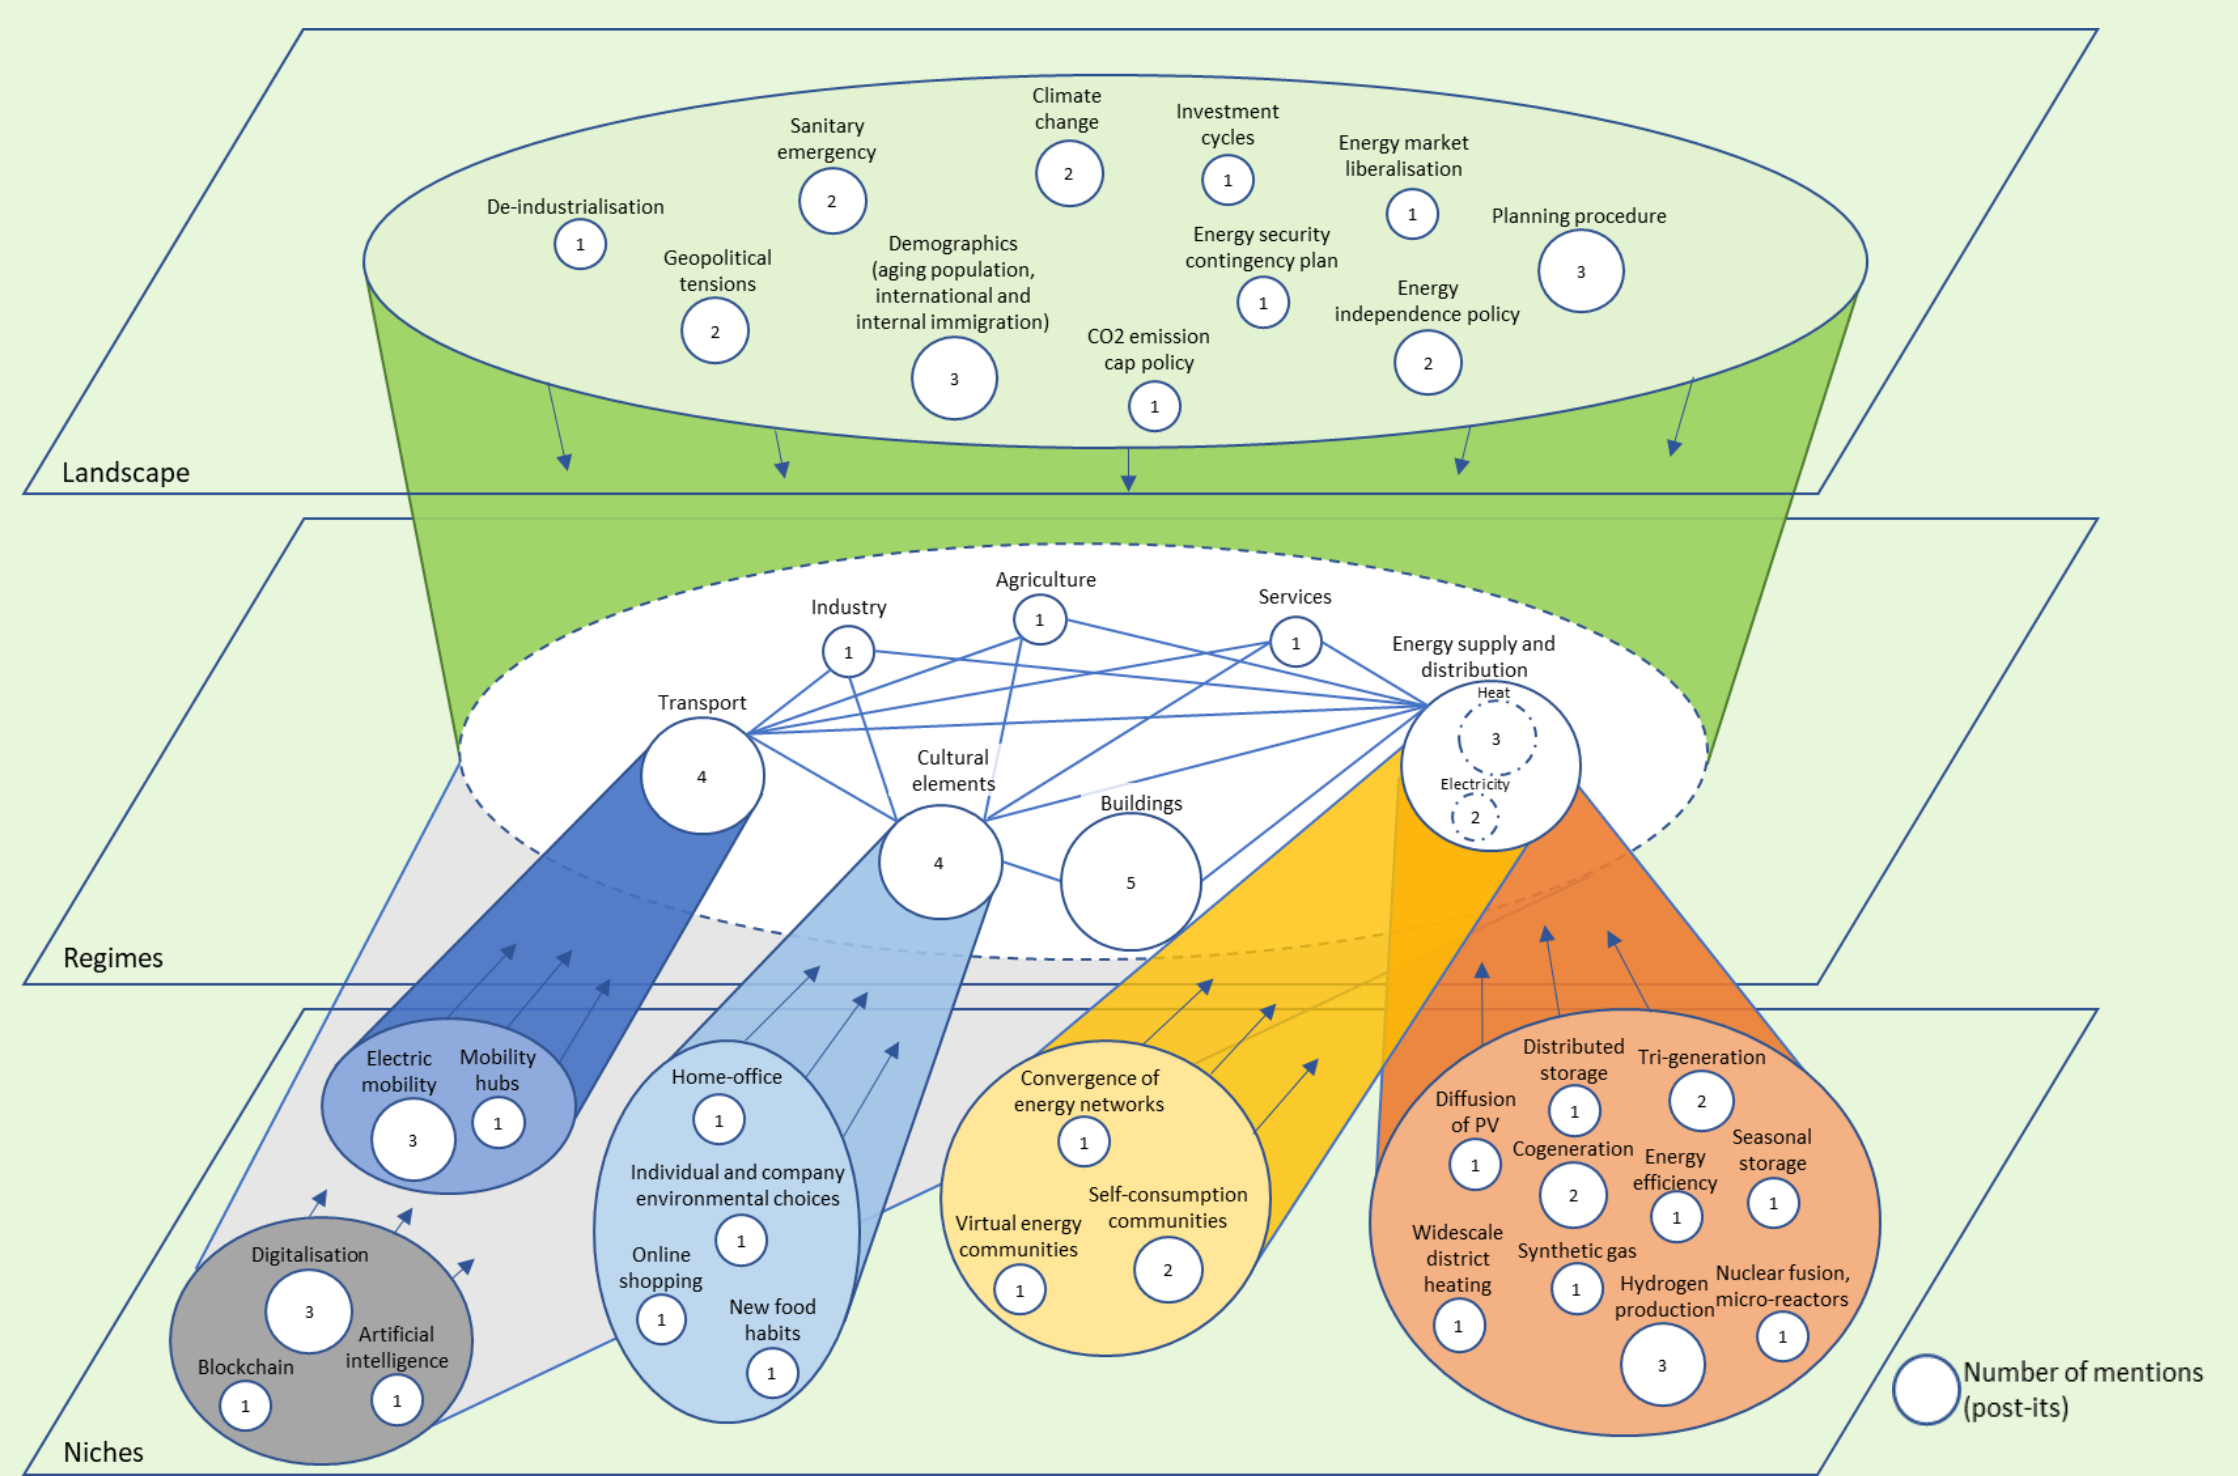 Climate
change
2
Investment
cycles
1
Sanitary
emergency
2
Energy market
liberalisation
1
De-industrialisation
1
Planning procedure
3
Geopolitical
tensions
2
Demographics
(aging population,
international and
internal immigration)
3
Energy security
contingency plan
1
Energy
independence policy
2
CO2 emission
cap policy
1
Landscape
Agriculture
1
Industry
1
Services
1
Energy supply and
distribution
Heat
3
Electricity
2
Transport
4
Cultural
elements
4
Buildings
5
Regimes
Electric
mobility
3
Mobility
hubs
1
Home-office
1
Individual and company
environmental choices
1
Online
shopping
1
New food
habits
1
Convergence of
energy networks
1
Self-consumption
communities
2
Virtual energy
communities
1
Distributed
storage
1
Tri-generation
2
Diffusion
of PV
1
Cogeneration
2
Energy
efficiency
1
Seasonal
storage
1
Widescale
district
heating
1
Synthetic gas
1
Hydrogen
production
3
Nuclear fusion,
micro-reactors
1
Digitalisation
3
Artificial
intelligence
1
Blockchain
1
Niches
Number of mentions
(post-its)